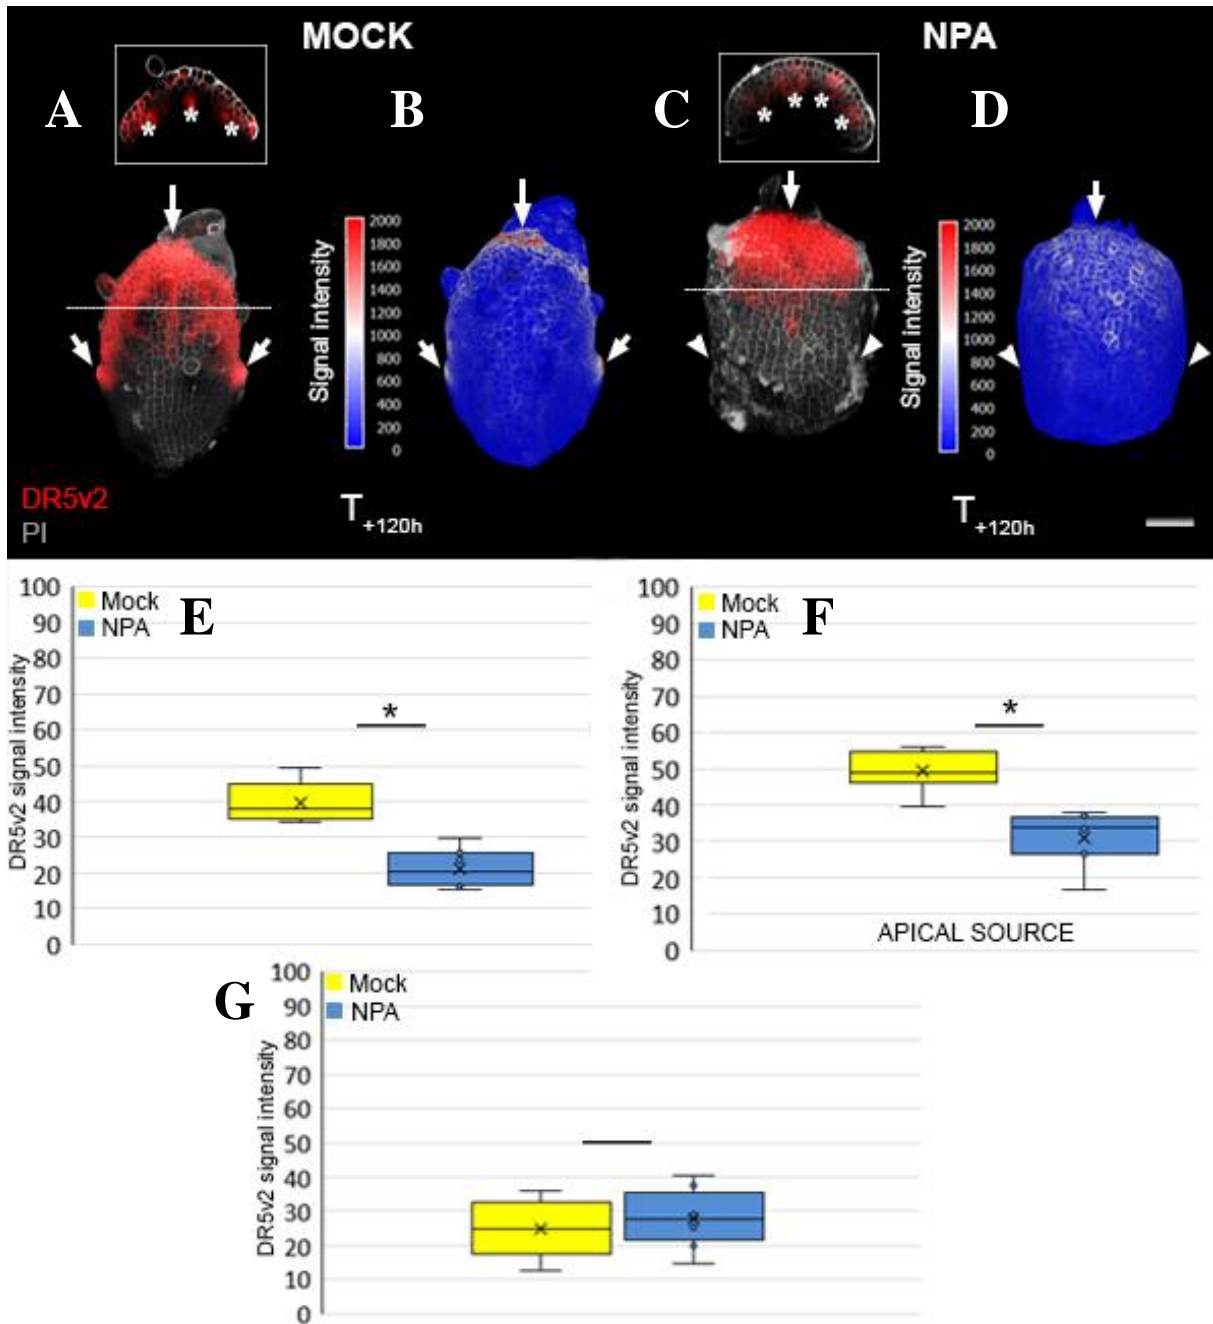 MOCK
NPA
A
B
C
D
* * *
* * * *
Signal intensity
2000
1800
1600
1400
1200
1000
800
600
400
200
0
Signal intensity
2000
1800
1600
1400
1200
1000
800
600
400
200
0
DR5v2
PI
T+120h
T+120h
E
Mock
NPA
DR5v2 signal intensity
100
90
80
70
60
50
40
30
20
10
0
*
F
Mock
NPA
DR5v2 signal intensity
100
90
80
70
60
50
40
30
20
10
0
*
APICAL SOURCE
G
Mock
NPA
DR5v2 signal intensity
100
90
80
70
60
50
40
30
20
10
0